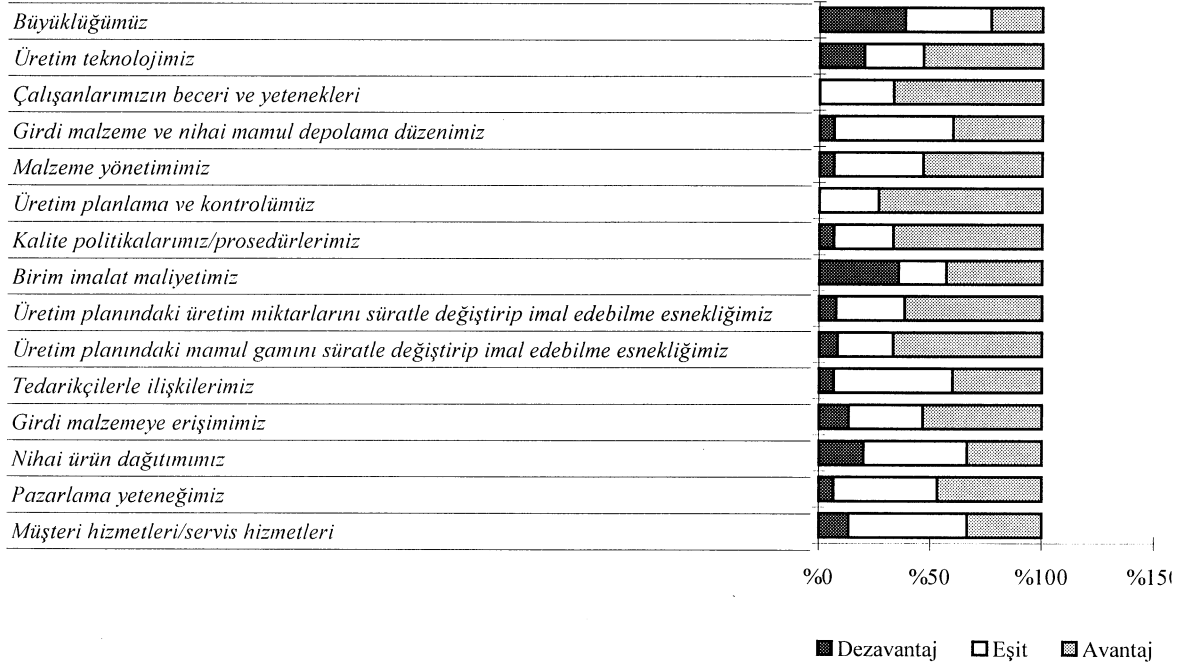 Büyüklüğümüz
Üretim teknolojimiz
Çalışanlarımızın beceri ve yetenekleri
Girdi malzeme ve nihai mamul depolama düzenimiz
Malzeme yönetimimiz
Üretim planlama ve kontrolümüz
Kalite politikalarımız/prosedürlerimiz
Birim imalat maliyetimiz
Üretim planındaki üretim miktarlarını süratle değiştirip imal edebilme esnekliğimiz
Üretim planındaki mamul gamını süratle değiştirip imal edebilme esnekliğimiz
Tedarikçilerle ilişkilerimiz
Girdi malzemeye erişimimiz
Nihai ürün dağıtımımız
Pazarlama yeteneğimiz
Müşteri hizmetleri/servis hizmetleri
%0 %50 %100 %150
Dezavantaj Eşit Avantaj